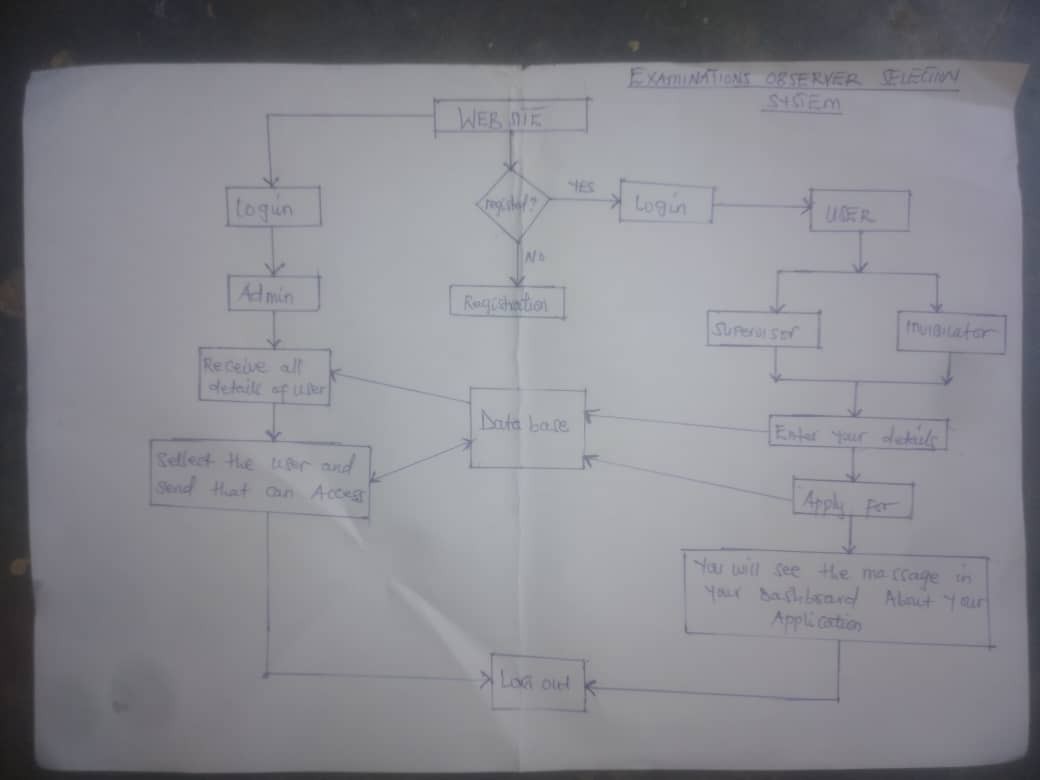 EXAMINATIONS OBSERVER SELECTION
SYSTEM
WEB SITE
Login
registed?
YES
Login
USER
NO
Admin
Registration
Supervisor
Invigilator
Receive all
details of user
Data base
Enter your details
Sellect the user and
send that can Access
Apply For
You will see the massage in
your Dashboard About Your
Application
Log out